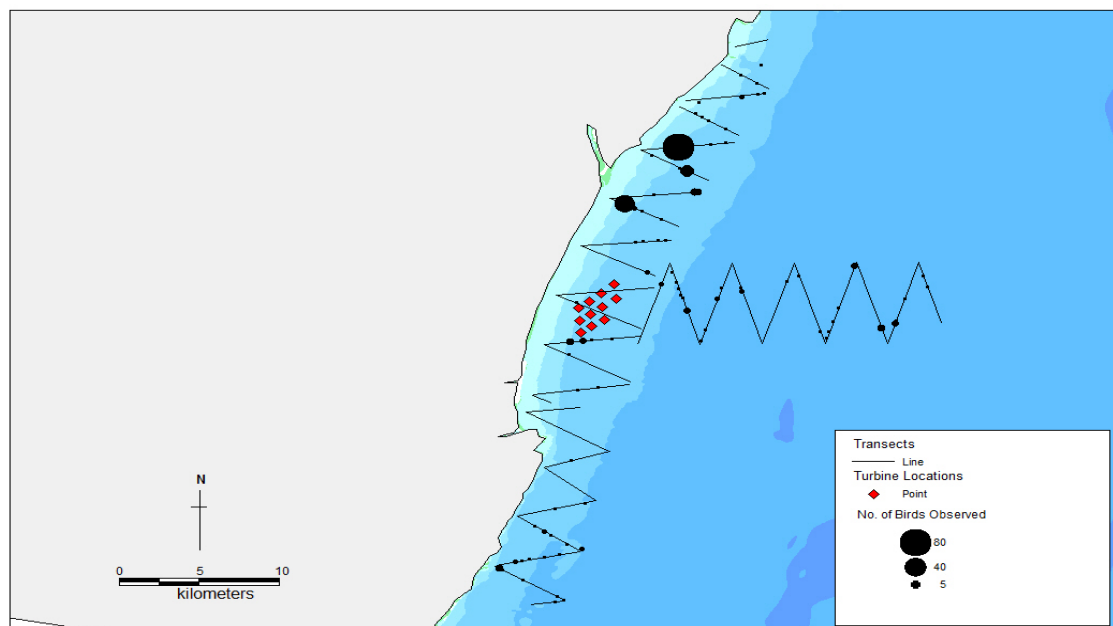 N
0 5 10
kilometers
Transects
Line
Turbine Locations
Point
No. of Birds Observed
80
40
5